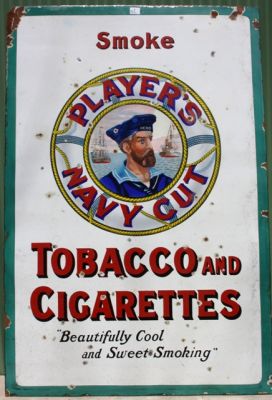 Smoke
PLAYER'S
NAVY CUT
TOBACCO AND
CIGARETTES
"Beautifully Cool
and Sweet Smoking"